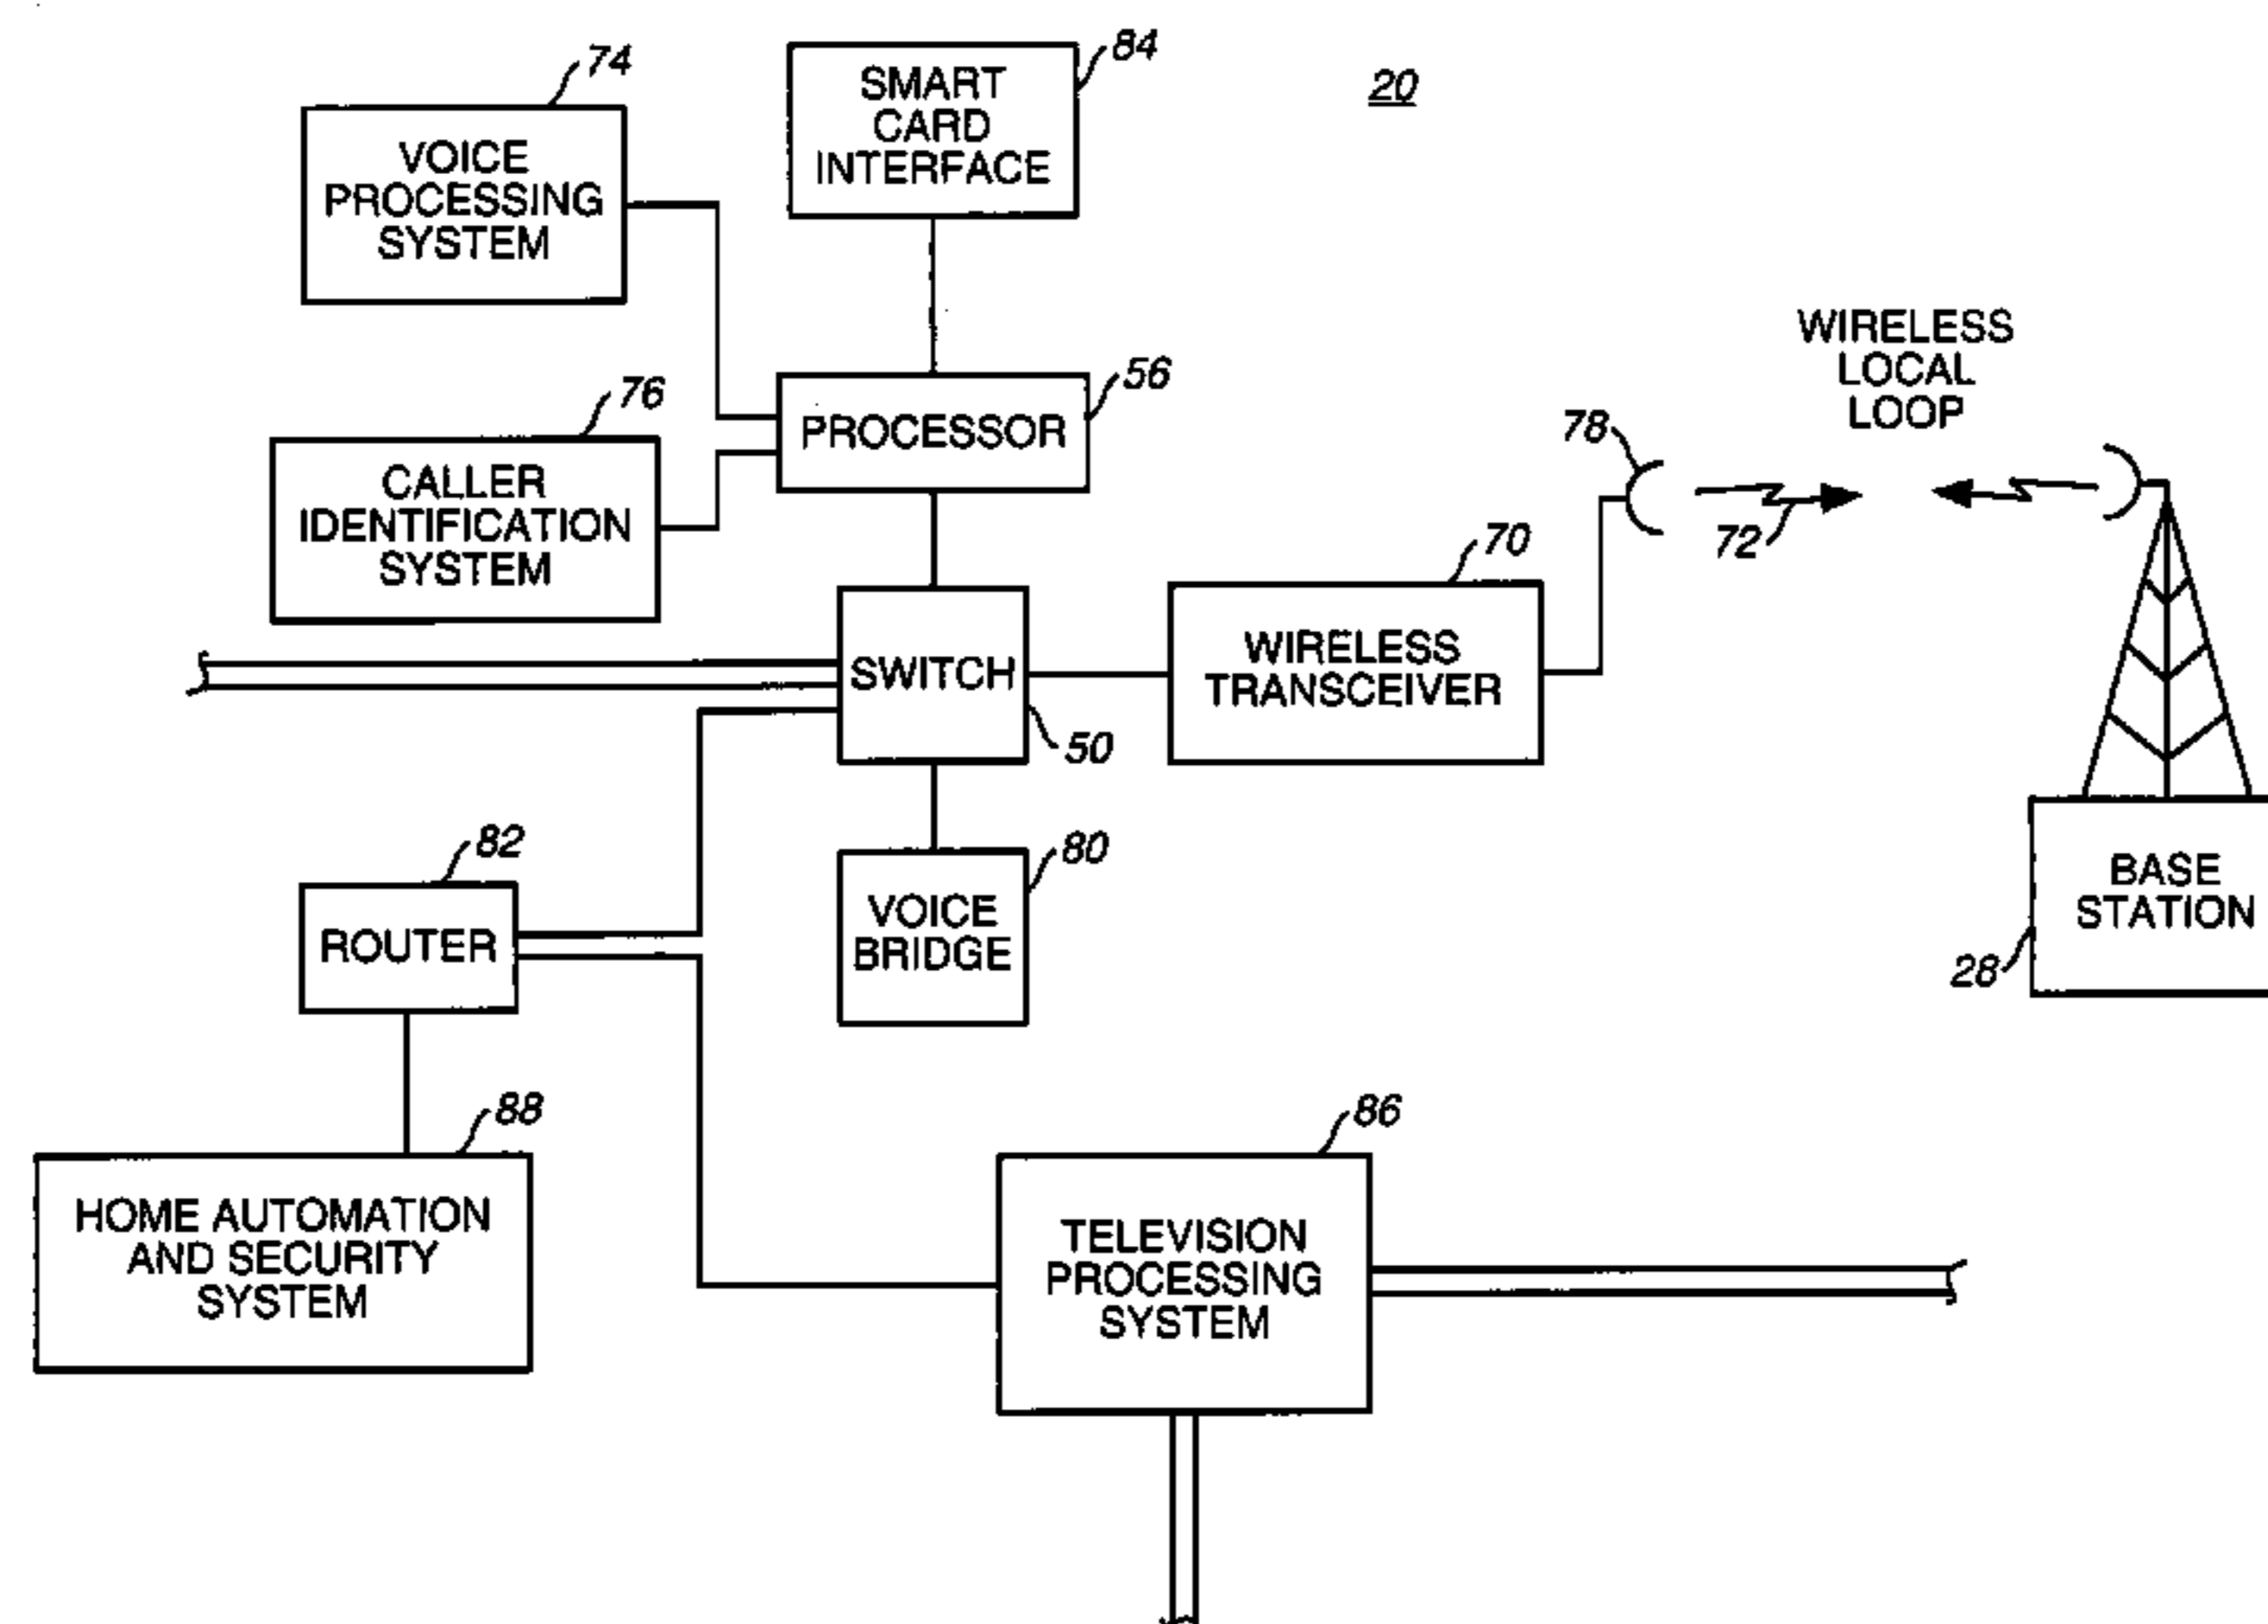 74
VOICE
PROCESSING
SYSTEM
84
SMART
CARD
INTERFACE
20
76
CALLER
IDENTIFICATION
SYSTEM
56
PROCESSOR
WIRELESS
LOCAL
LOOP
78
72
70
WIRELESS
TRANSCEIVER
SWITCH
50
82
ROUTER
80
VOICE
BRIDGE
BASE
STATION
28
88
HOME AUTOMATION
AND SECURITY
SYSTEM
86
TELEVISION
PROCESSING
SYSTEM